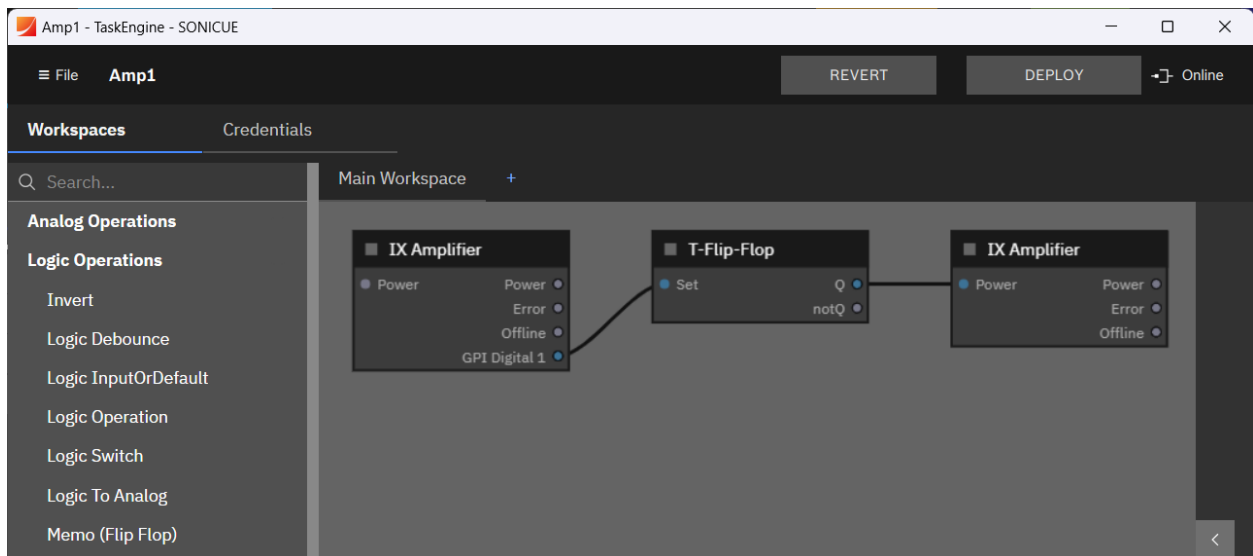 Amp1 - TaskEngine - SONICUE
≡ File Amp1 REVERT DEPLOY Online
Workspaces Credentials
Search... Main Workspace +
Analog Operations
Logic Operations
Invert
Logic Debounce
Logic InputOrDefault
Logic Operation
Logic Switch
Logic To Analog
Memo (Flip Flop)
IX Amplifier
Power Power
Error
Offline
GPI Digital 1
T-Flip-Flop
Set Q
notQ
IX Amplifier
Power Power
Error
Offline